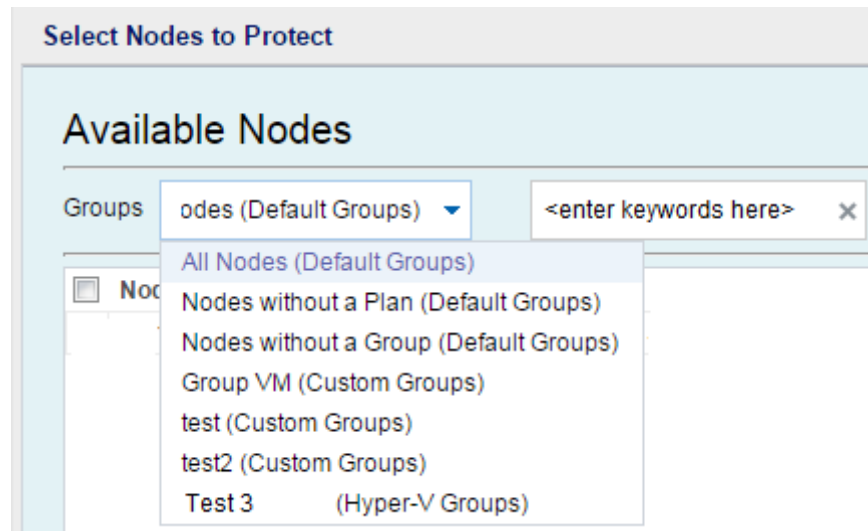 Select Nodes to Protect
Available Nodes
Groups odes (Default Groups) <enter keywords here>
All Nodes (Default Groups)
Nod
Nodes without a Plan (Default Groups)
Nodes without a Group (Default Groups)
Group VM (Custom Groups)
test (Custom Groups)
test2 (Custom Groups)
Test 3 (Hyper-V Groups)